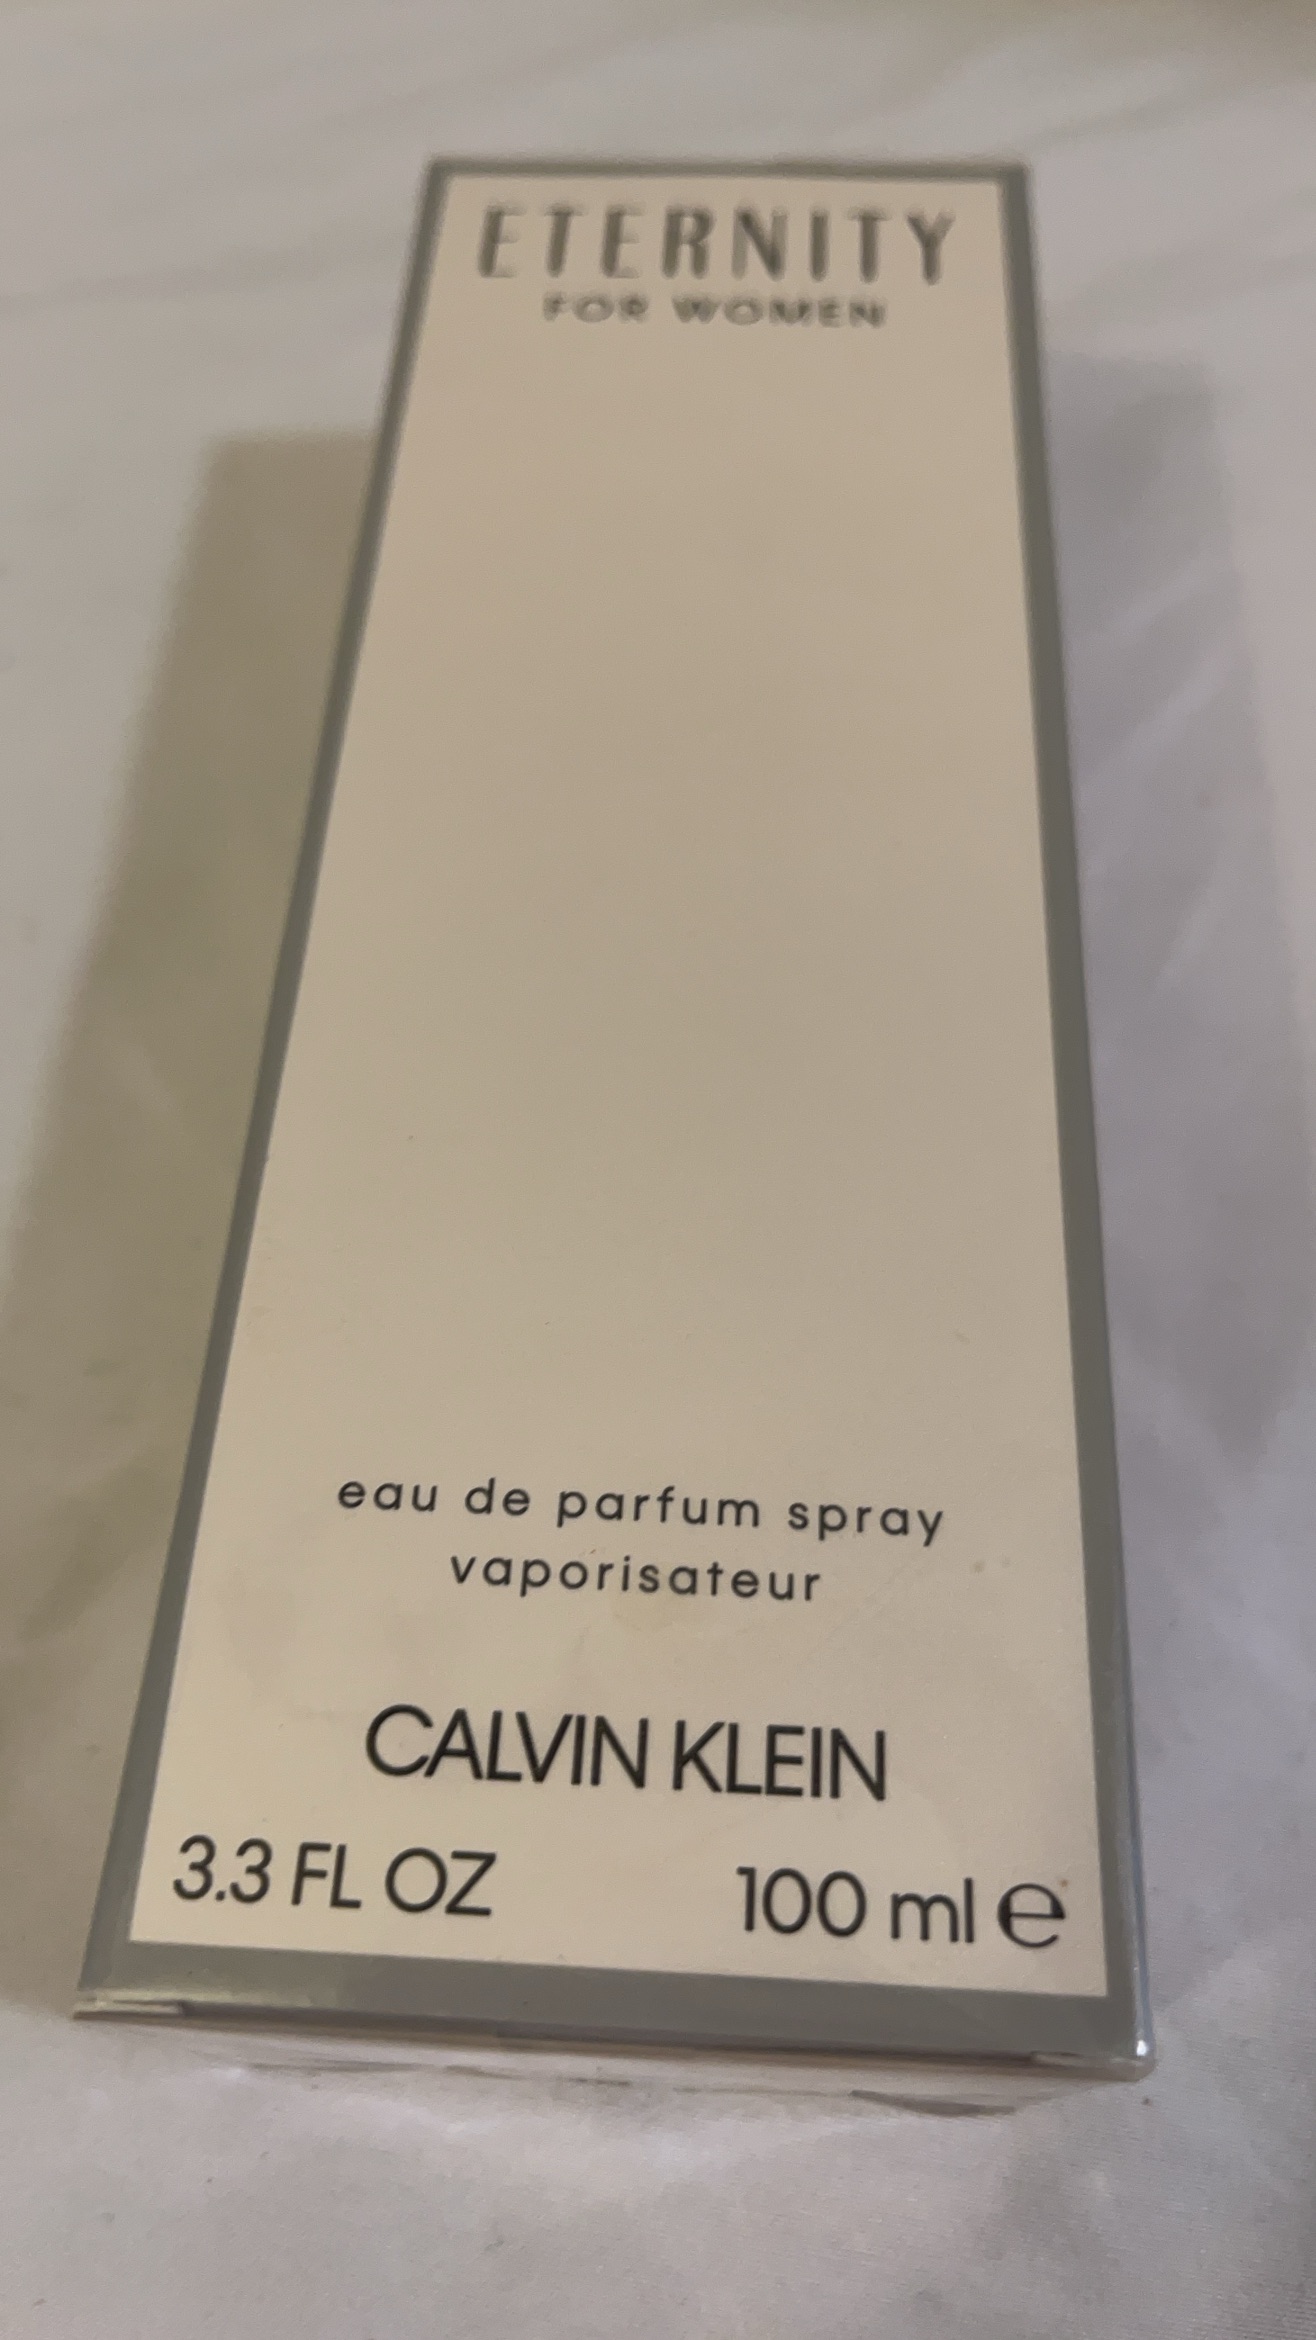 ETERNITY
FOR WOMEN
eau de parfum spray
vaporisateur
CALVIN KLEIN
3.3 FL OZ 100 ml ℮